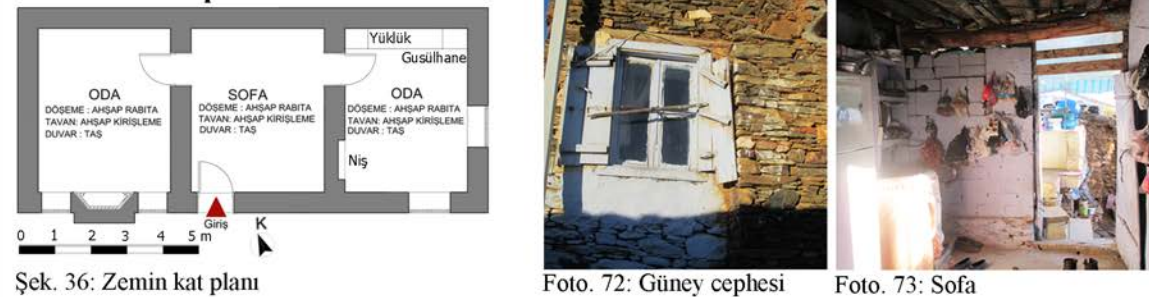 Yüklük
Gusülhane
ODA
DÖŞEME : AHŞAP RABITA
TAVAN: AHŞAP KİRİŞLEME
DUVAR : TAŞ
SOFA
DÖŞEME : AHŞAP RABITA
TAVAN: AHŞAP KİRİŞLEME
DUVAR : TAŞ
ODA
DÖŞEME : AHŞAP RABITA
TAVAN: AHŞAP KİRİŞLEME
DUVAR : TAŞ
Niş
Giriş
K
0 1 2 3 4 5 m
Şek. 36: Zemin kat planı
Foto. 72: Güney cephesi
Foto. 73: Sofa